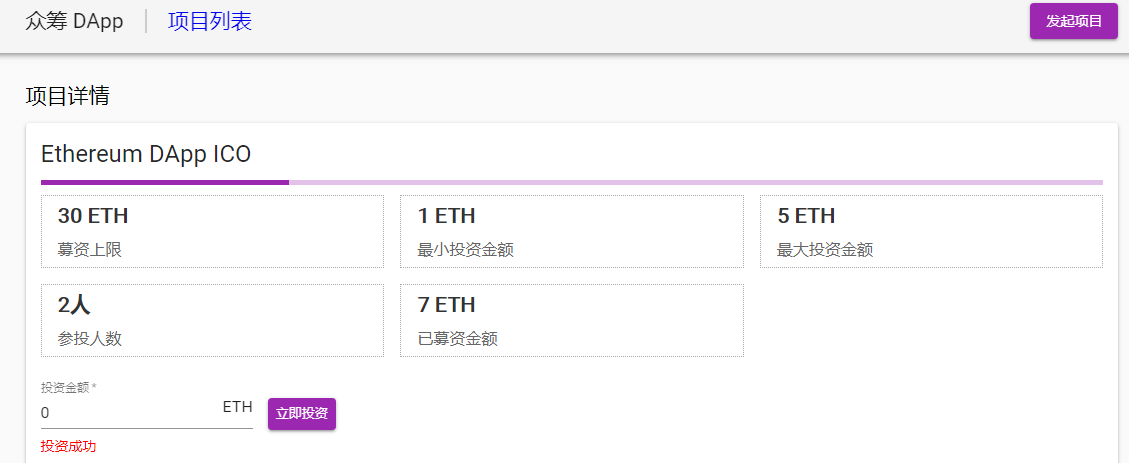 众筹 DApp 项目列表 发起项目
项目详情
Ethereum DApp ICO
30 ETH
募资上限
1 ETH
最小投资金额
5 ETH
最大投资金额
2人
参投人数
7 ETH
已募资金额
投资金额 *
0 ETH 立即投资
投资成功